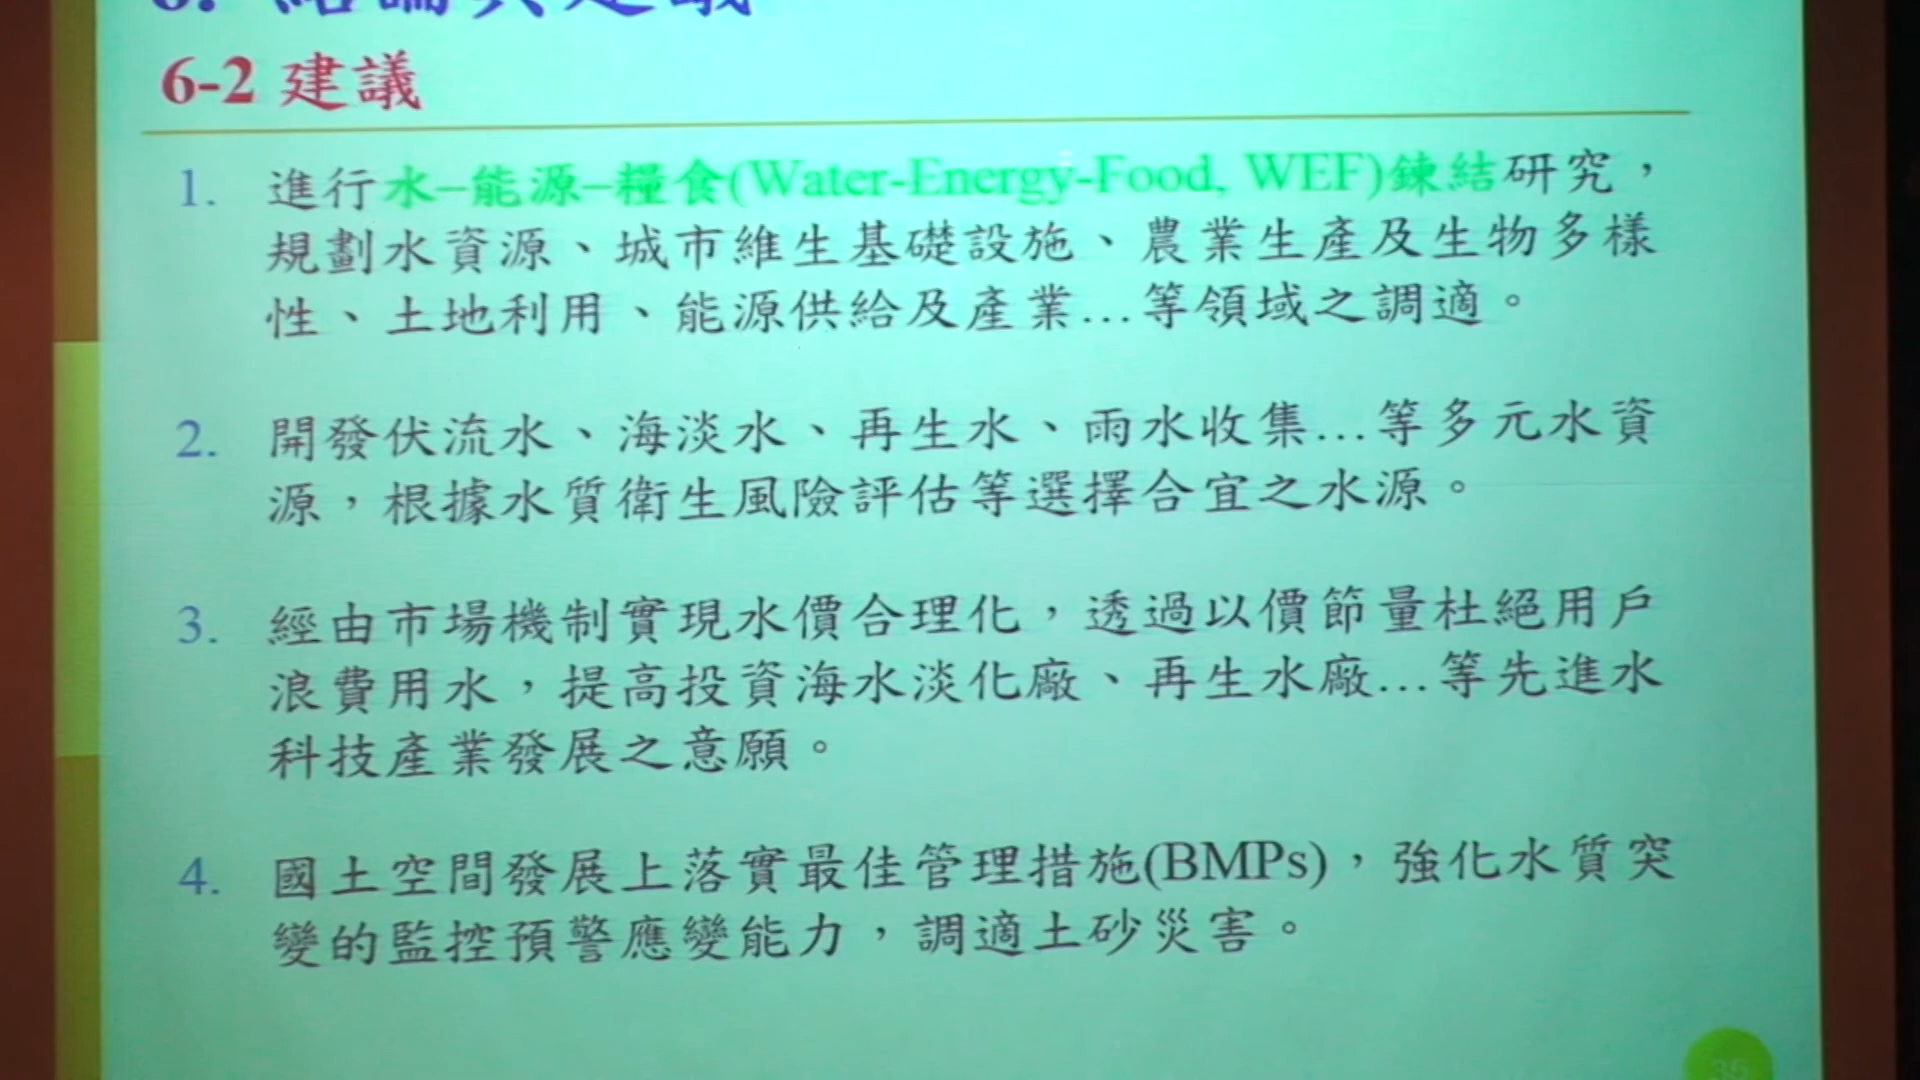 6. 結論與建議
6-2 建議
1. 進行水–能源–糧食(Water-Energy-Food, WEF)鍊結研究，
規劃水資源、城市維生基礎設施、農業生產及生物多樣
性、土地利用、能源供給及產業…等領域之調適。
2. 開發伏流水、海淡水、再生水、雨水收集…等多元水資
源，根據水質衛生風險評估等選擇合宜之水源。
3. 經由市場機制實現水價合理化，透過以價節量杜絕用戶
浪費用水，提高投資海水淡化廠、再生水廠…等先進水
科技產業發展之意願。
4. 國土空間發展上落實最佳管理措施(BMPs)，強化水質突
變的監控預警應變能力，調適土砂災害。
35